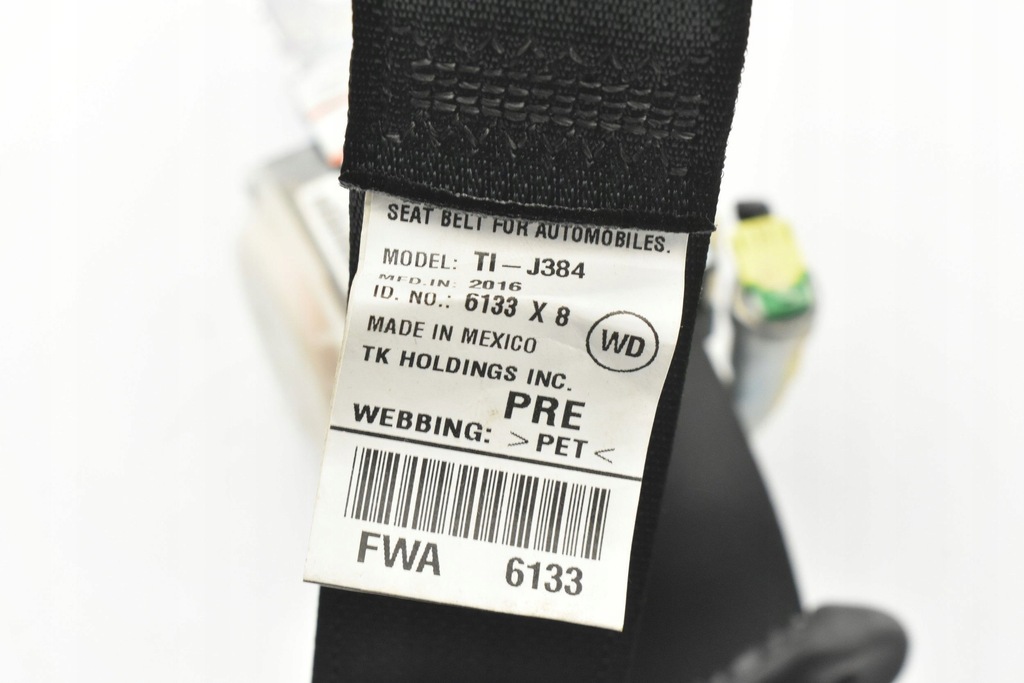 SEAT BELT FOR AUTOMOBILES.
MODEL: TI-J384
MFD.IN: 2016
ID. NO.: 6133 X 8
WD
MADE IN MEXICO
TK HOLDINGS INC.
PRE
WEBBING: >PET<
FWA 6133